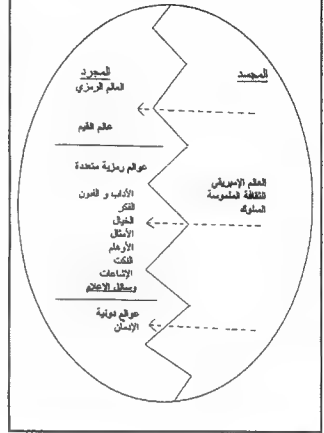 المجسد
العالم الإمبريقي
الثقافة الملموسة
السلوك
المجرد
العالم الرمزي
عالم القيم
عوالم رمزية متعددة
الآداب و الفنون
الفكر
الخيال
الأمثال
الأوهام
النكت
الإشاعات
وسائل الإعلام
عوالم دونية
الإدمان